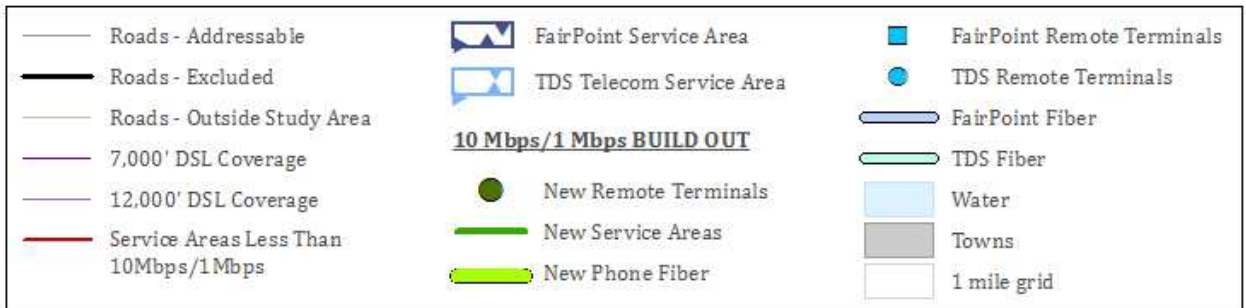 Roads - Addressable
Roads - Excluded
Roads - Outside Study Area
7,000' DSL Coverage
12,000' DSL Coverage
Service Areas Less Than
10Mbps/1Mbps
FairPoint Service Area
TDS Telecom Service Area
10 Mbps/1 Mbps BUILD OUT
New Remote Terminals
New Service Areas
New Phone Fiber
FairPoint Remote Terminals
TDS Remote Terminals
FairPoint Fiber
TDS Fiber
Water
Towns
1 mile grid